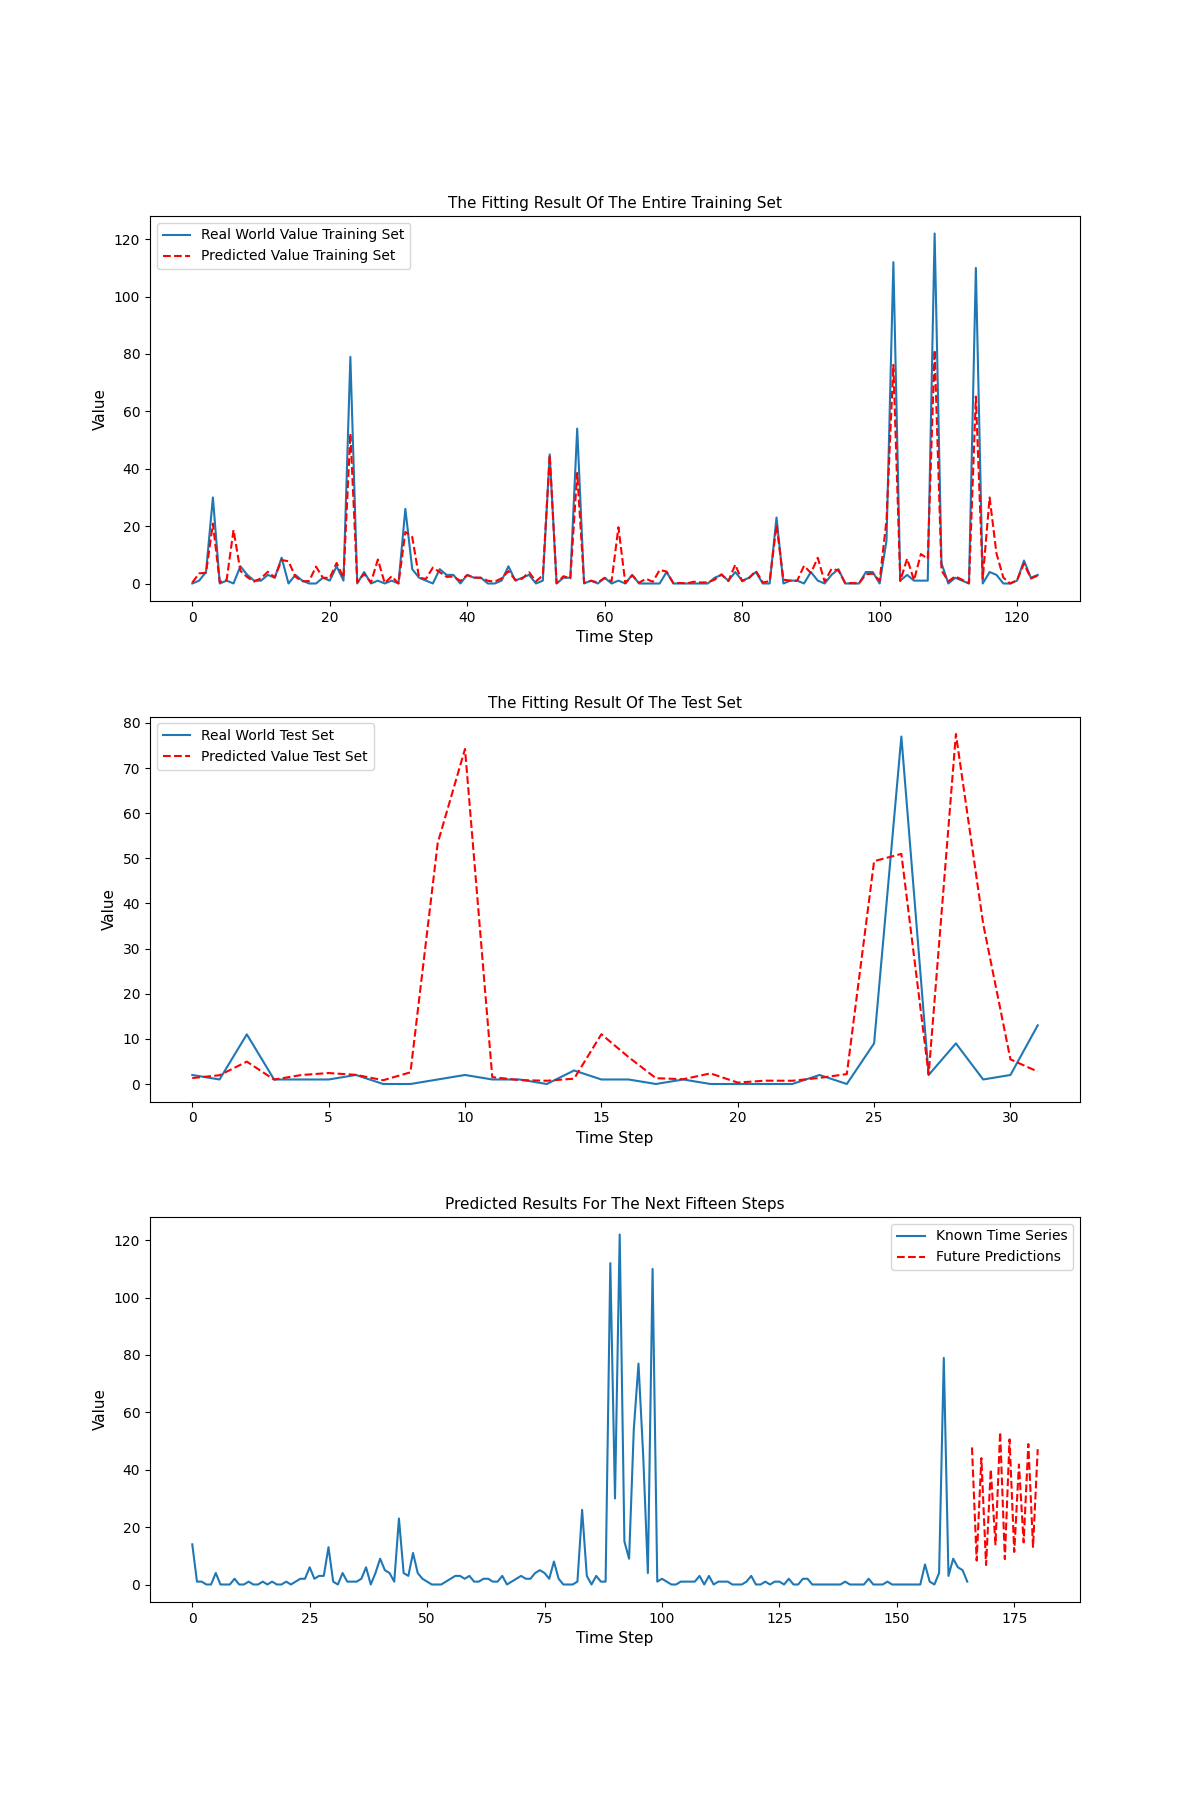 The Fitting Result Of The Entire Training Set
Real World Value Training Set
Predicted Value Training Set
Value
120
100
80
60
40
20
0
0 20 40 60 80 100 120
Time Step
The Fitting Result Of The Test Set
Real World Test Set
Predicted Value Test Set
Value
80
70
60
50
40
30
20
10
0
0 5 10 15 20 25 30
Time Step
Predicted Results For The Next Fifteen Steps
Known Time Series
Future Predictions
Value
120
100
80
60
40
20
0
0 25 50 75 100 125 150 175
Time Step